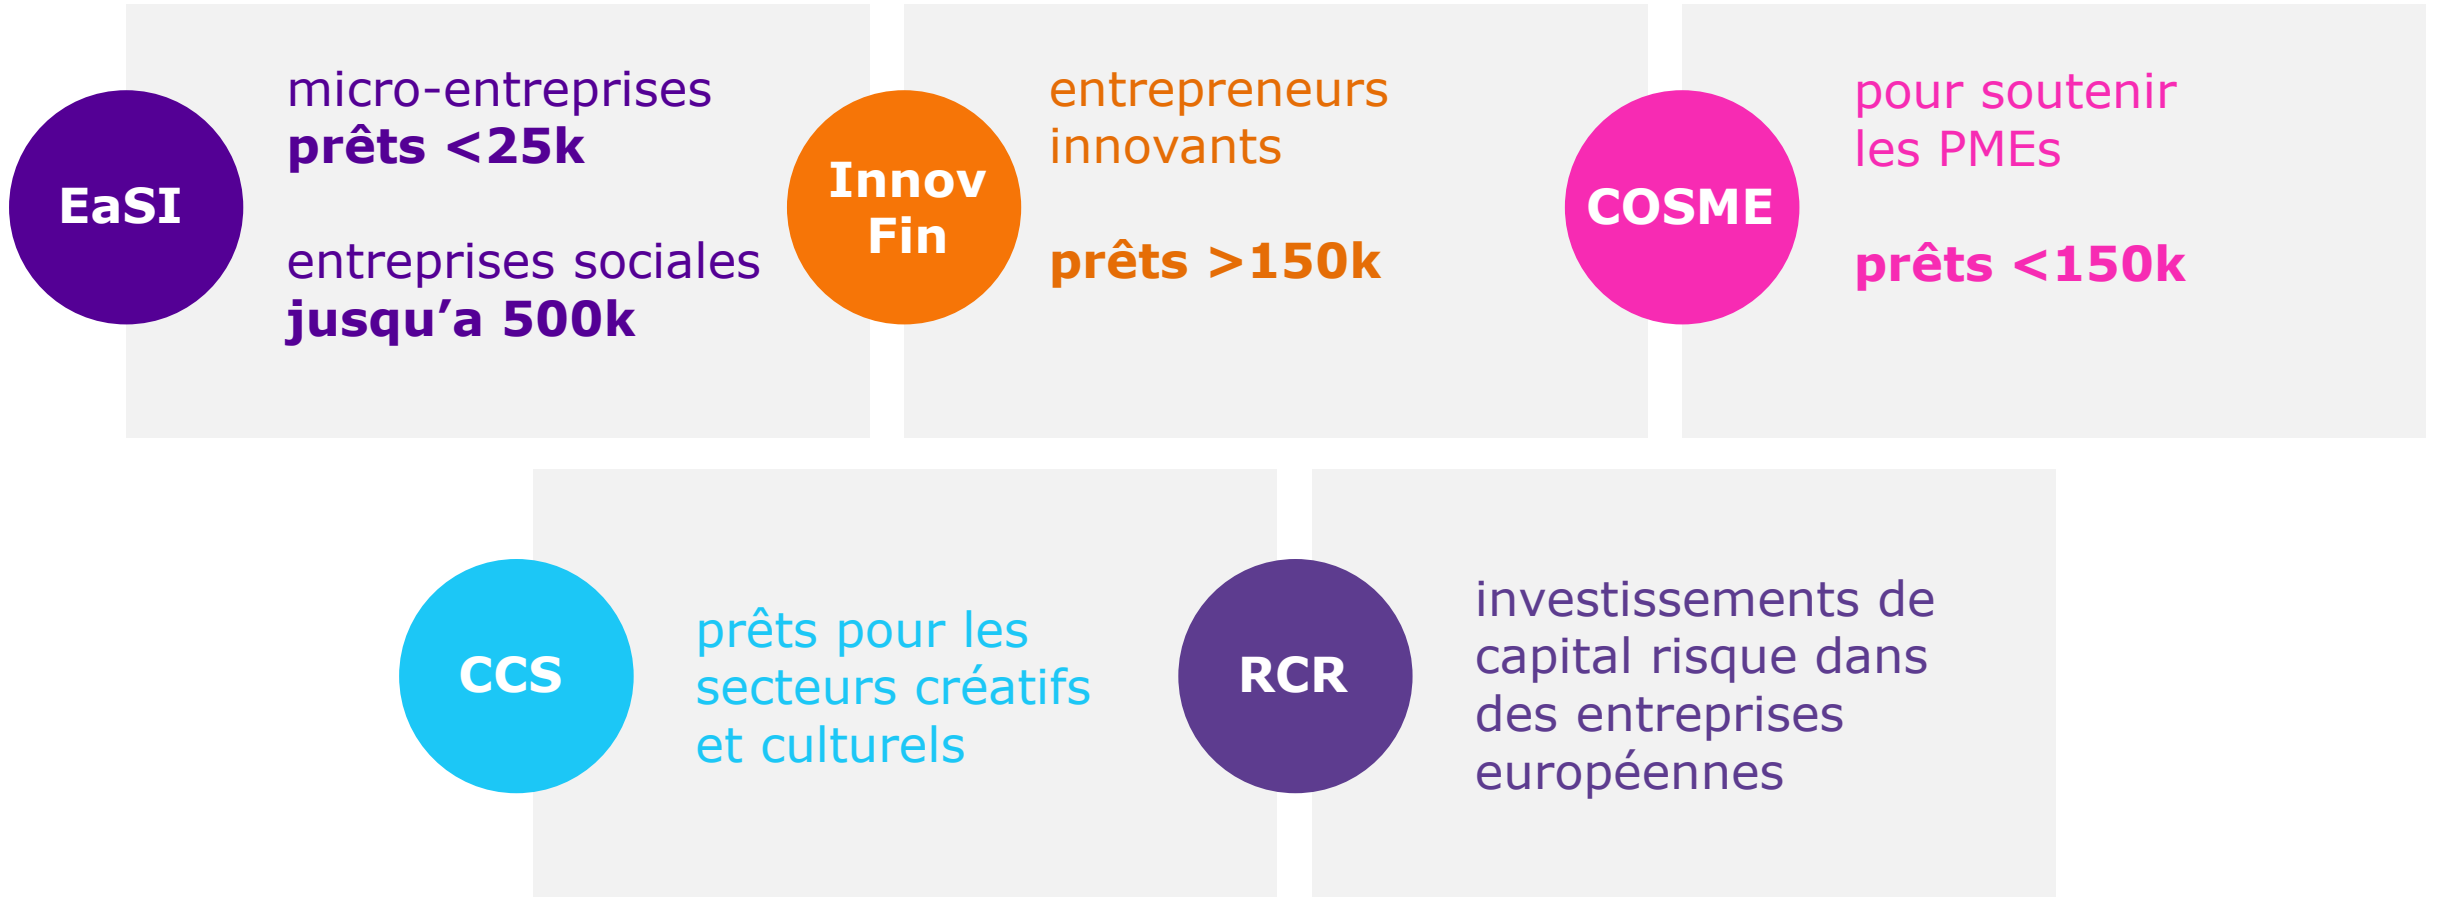 EaSI
micro-entreprises
prêts <25k
entreprises sociales
jusqu’a 500k
Innov
Fin
entrepreneurs
innovants
prêts >150k
COSME
pour soutenir
les PMEs
prêts <150k
CCS
prêts pour les
secteurs créatifs
et culturels
RCR
investissements de
capital risque dans
des entreprises
européennes